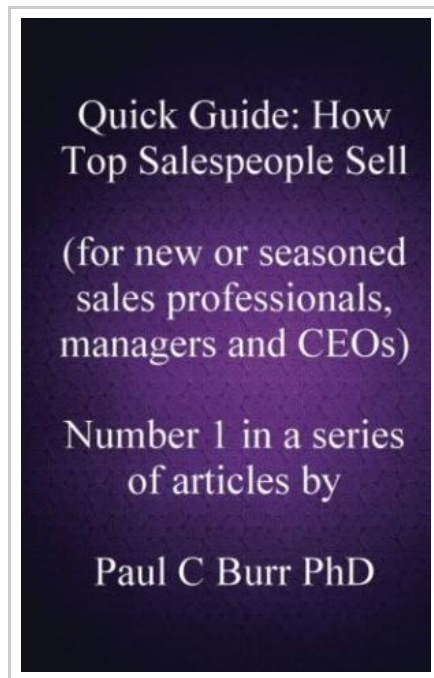 Quick Guide: How
Top Salespeople Sell
(for new or seasoned
sales professionals,
managers and CEOs)
Number 1 in a series
of articles by
Paul C Burr PhD